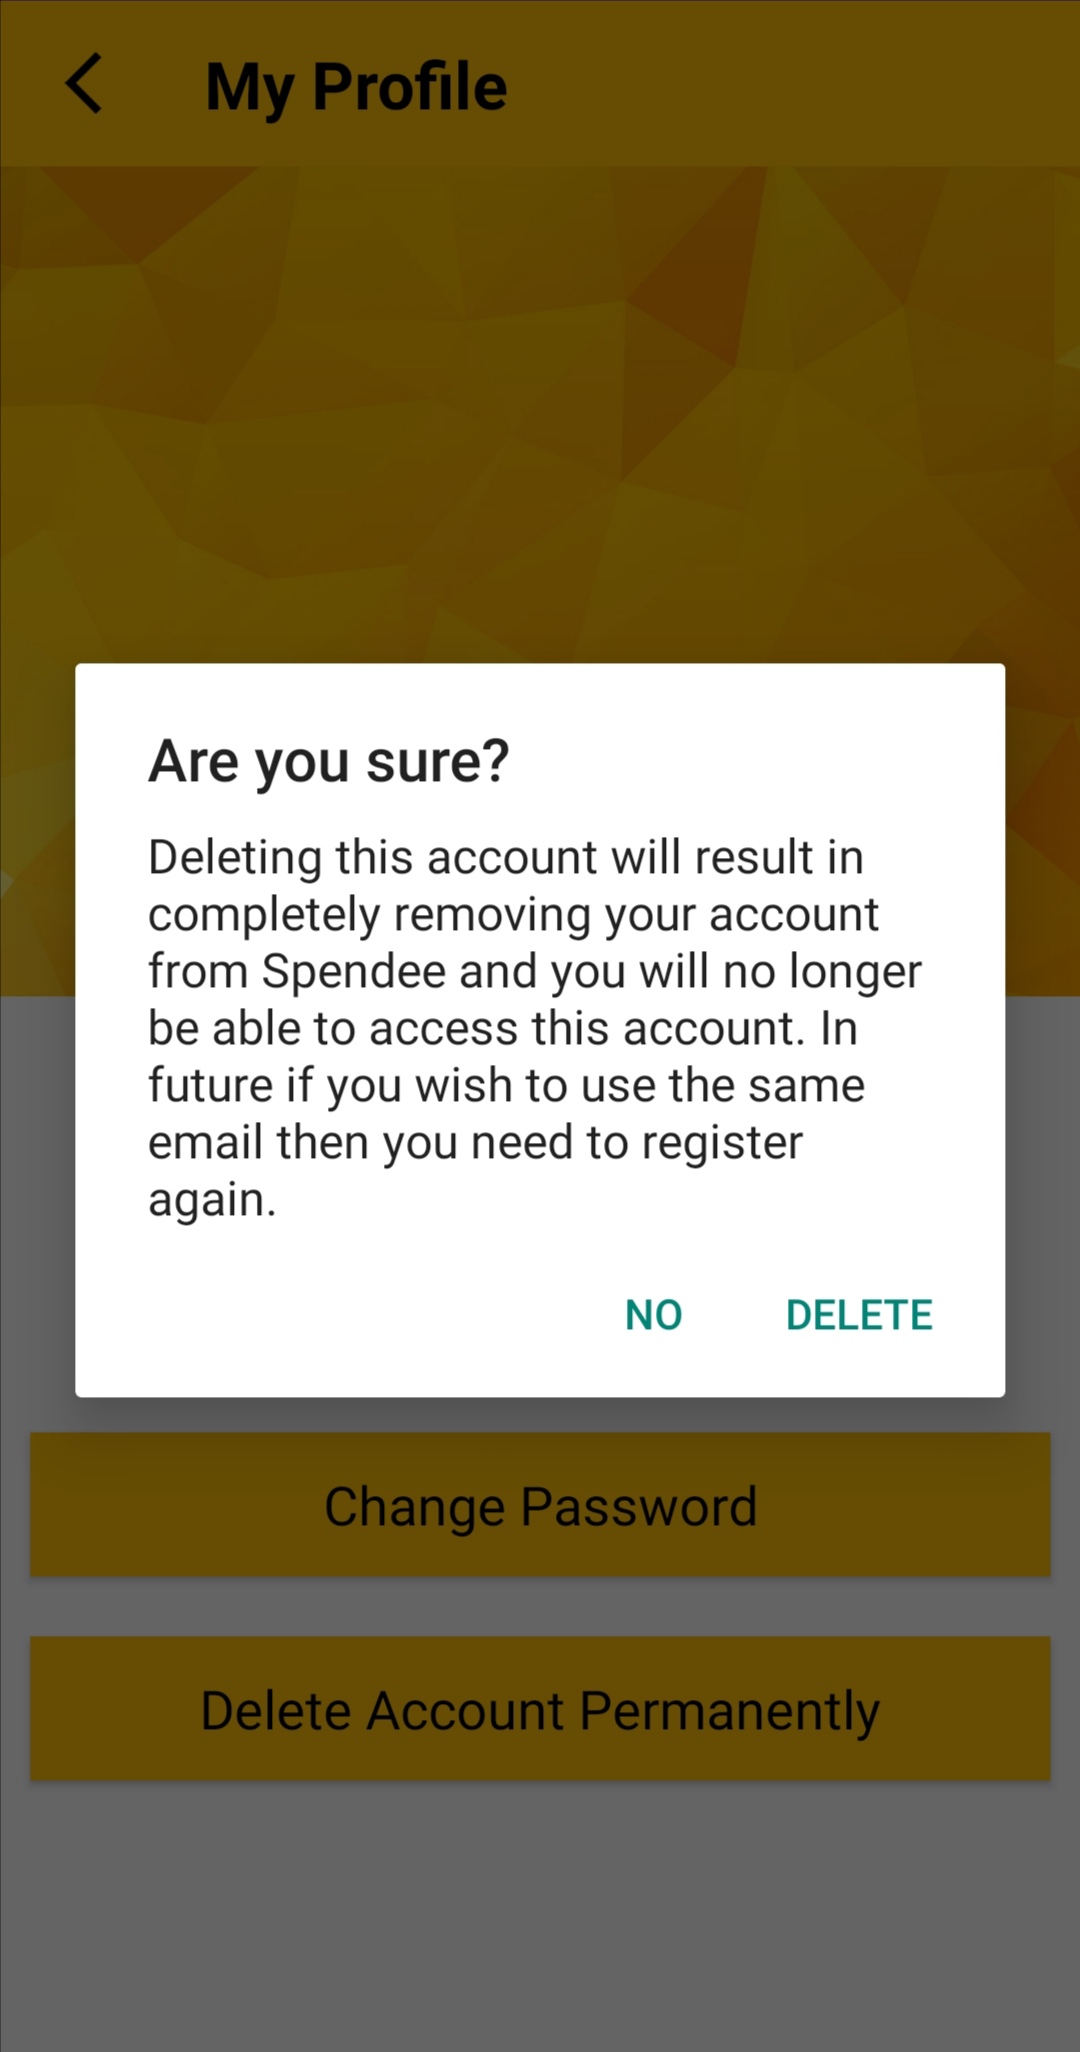 My Profile
Are you sure?
Deleting this account will result in
completely removing your account
from Spendee and you will no longer
be able to access this account. In
future if you wish to use the same
email then you need to register
again.
NO DELETE
Change Password
Delete Account Permanently